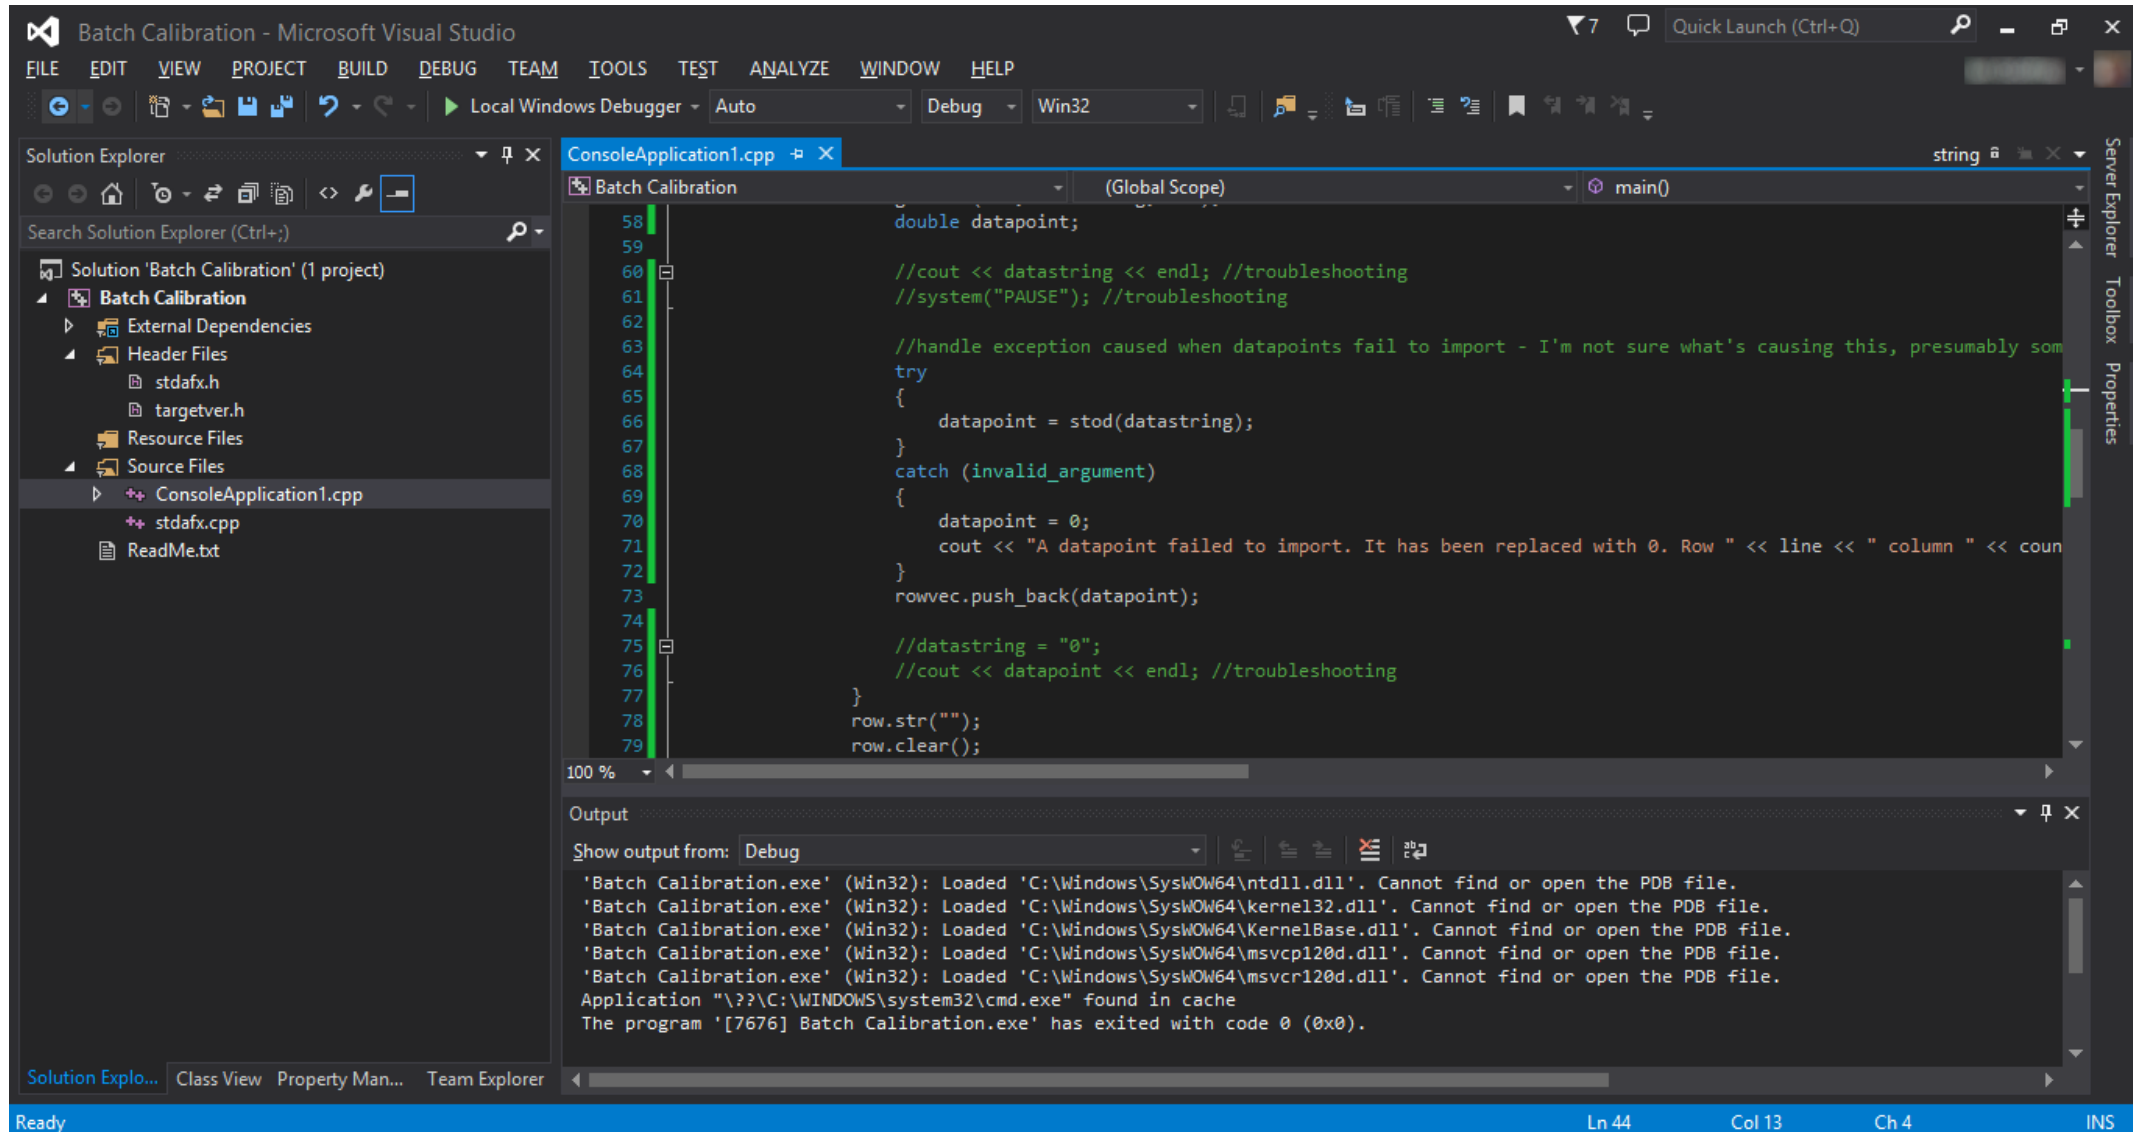 Batch Calibration - Microsoft Visual Studio
7
Quick Launch (Ctrl+Q)
FILE EDIT VIEW PROJECT BUILD DEBUG TEAM TOOLS TEST ANALYZE WINDOW HELP
Local Windows Debugger Auto Debug Win32
Solution Explorer
Search Solution Explorer (Ctrl+;)
Solution 'Batch Calibration' (1 project)
Batch Calibration
External Dependencies
Header Files
stdafx.h
targetver.h
Resource Files
Source Files
ConsoleApplication1.cpp
stdafx.cpp
ReadMe.txt
Solution Explo... Class View Property Man... Team Explorer
ConsoleApplication1.cpp
string
Batch Calibration (Global Scope) main()
58 double datapoint;
59
60 //cout << datastring << endl; //troubleshooting
61 //system("PAUSE"); //troubleshooting
62
63 //handle exception caused when datapoints fail to import - I'm not sure what's causing this, presumably som
64 try
65 {
66 datapoint = stod(datastring);
67 }
68 catch (invalid_argument)
69 {
70 datapoint = 0;
71 cout << "A datapoint failed to import. It has been replaced with 0. Row " << line << " column " << coun
72 }
73 rowvec.push_back(datapoint);
74
75 //datastring = "0";
76 //cout << datapoint << endl; //troubleshooting
77 }
78 row.str("");
79 row.clear();
100 %
Output
Show output from: Debug
'Batch Calibration.exe' (Win32): Loaded 'C:\Windows\SysWOW64\ntdll.dll'. Cannot find or open the PDB file.
'Batch Calibration.exe' (Win32): Loaded 'C:\Windows\SysWOW64\kernel32.dll'. Cannot find or open the PDB file.
'Batch Calibration.exe' (Win32): Loaded 'C:\Windows\SysWOW64\KernelBase.dll'. Cannot find or open the PDB file.
'Batch Calibration.exe' (Win32): Loaded 'C:\Windows\SysWOW64\msvcp120d.dll'. Cannot find or open the PDB file.
'Batch Calibration.exe' (Win32): Loaded 'C:\Windows\SysWOW64\msvcr120d.dll'. Cannot find or open the PDB file.
Application "\??\C:\WINDOWS\system32\cmd.exe" found in cache
The program '[7676] Batch Calibration.exe' has exited with code 0 (0x0).
Server Explorer
Toolbox
Properties
Ready Ln 44 Col 13 Ch 4 INS